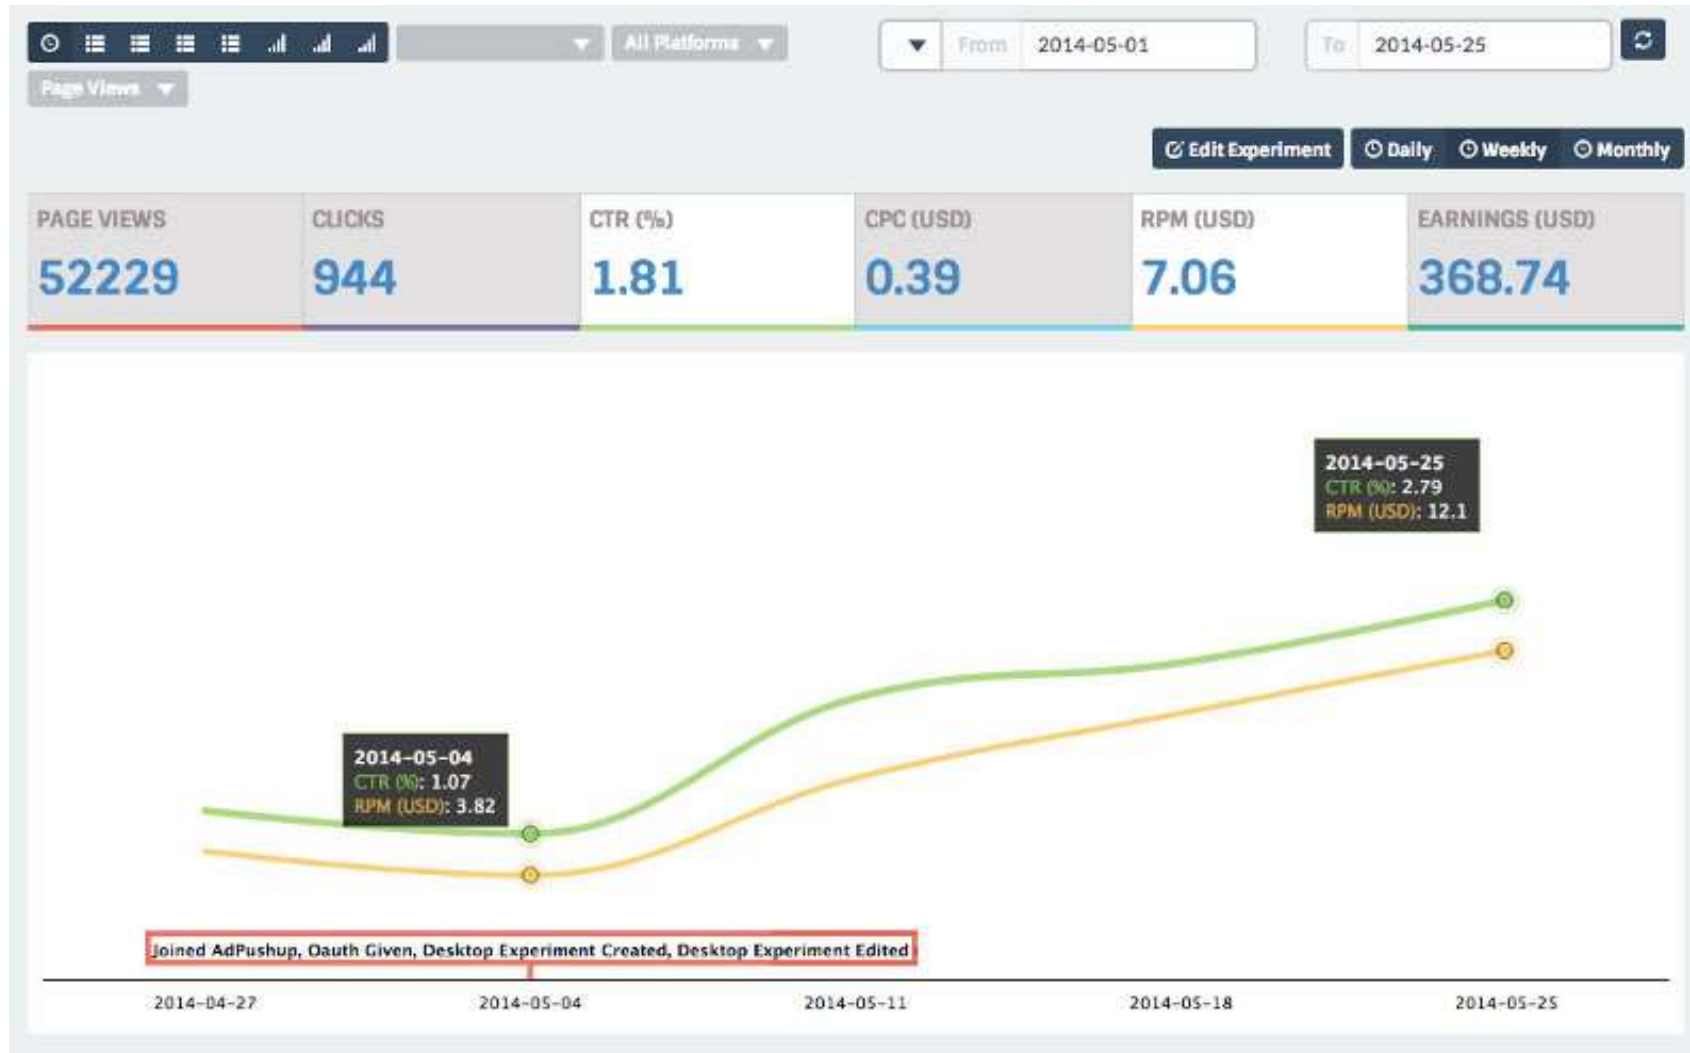 All Platforms
From 2014-05-01
To 2014-05-25
Page Views
Edit Experiment Daily Weekly Monthly
PAGE VIEWS CLICKS CTR (%) CPC (USD) RPM (USD) EARNINGS (USD)
52229 944 1.81 0.39 7.06 368.74
2014-05-25
CTR (%): 2.79
RPM (USD): 12.1
2014-05-04
CTR (%): 1.07
RPM (USD): 3.82
Joined AdPushup, Oauth Given, Desktop Experiment Created, Desktop Experiment Edited
2014-04-27 2014-05-04 2014-05-11 2014-05-18 2014-05-25